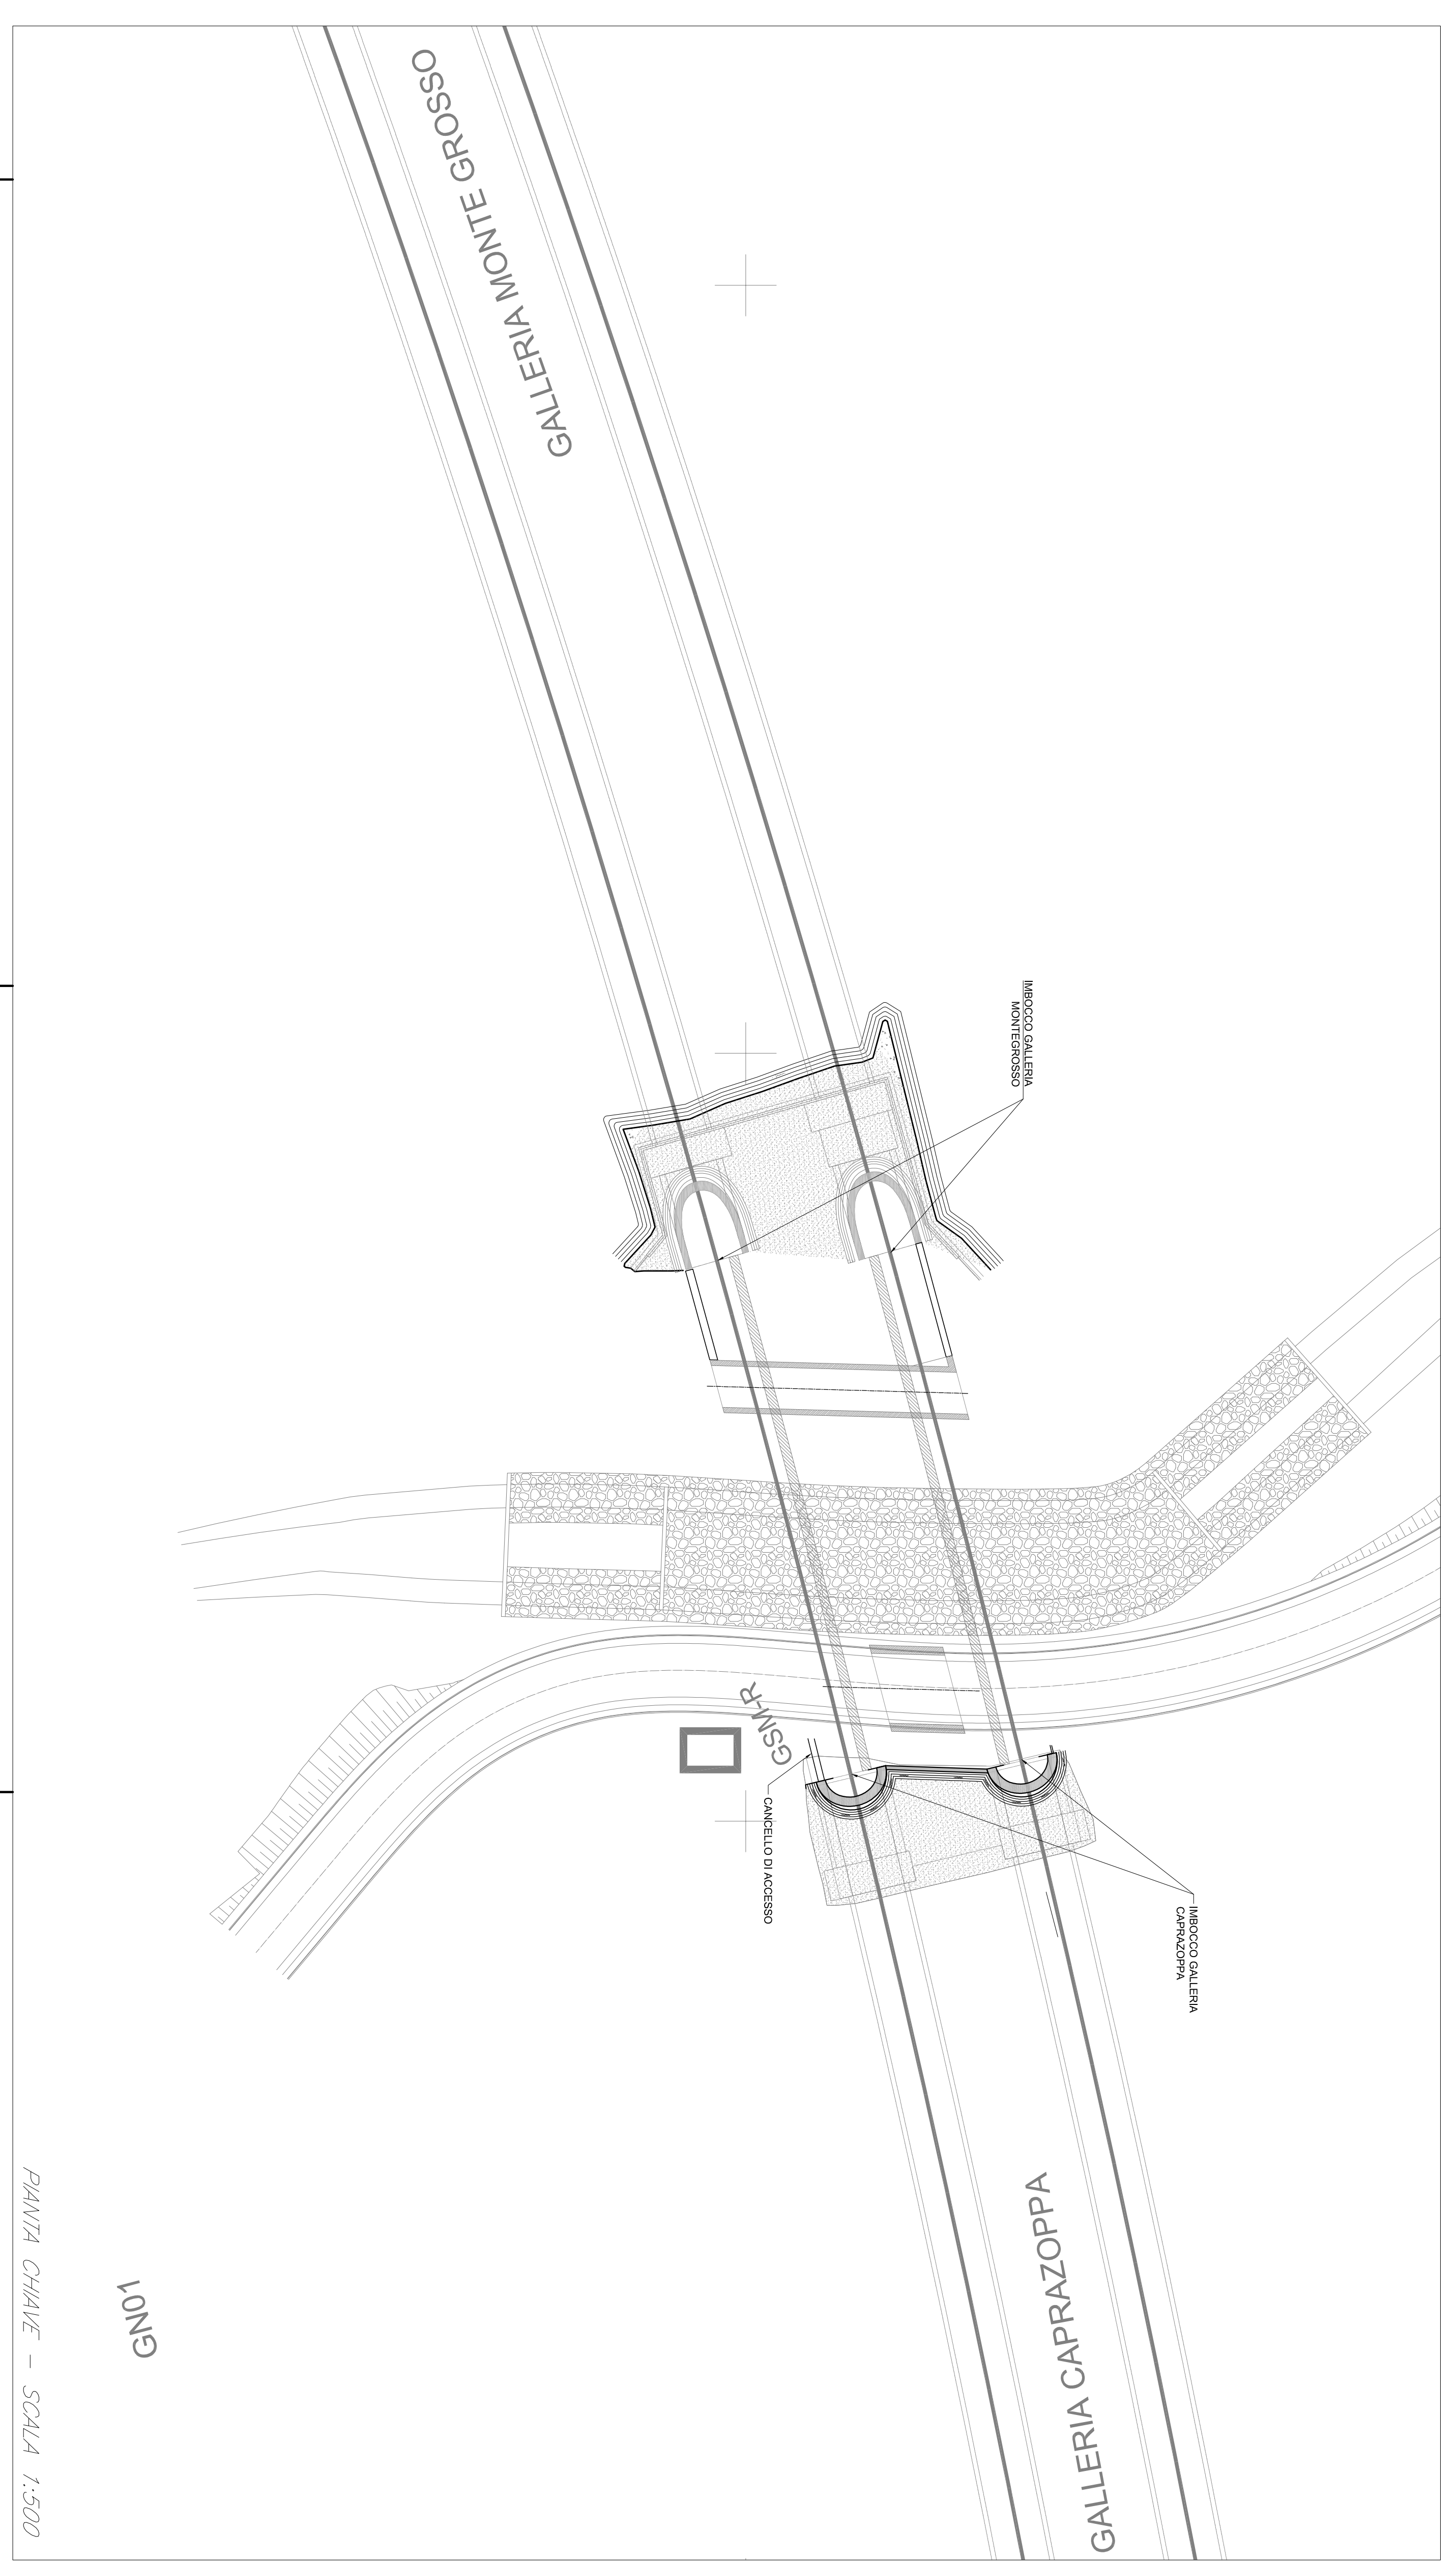 GALLERIA MONTE GROSSO
IMBOCCO GALLERIA
MONTEGROSSO
GSM-R
CANCELLO DI ACCESSO
IMBOCCO GALLERIA
CAPRAZOPPA
GALLERIA CAPRAZOPPA
GN01
PIANTA CHIAVE – SCALA 1:500